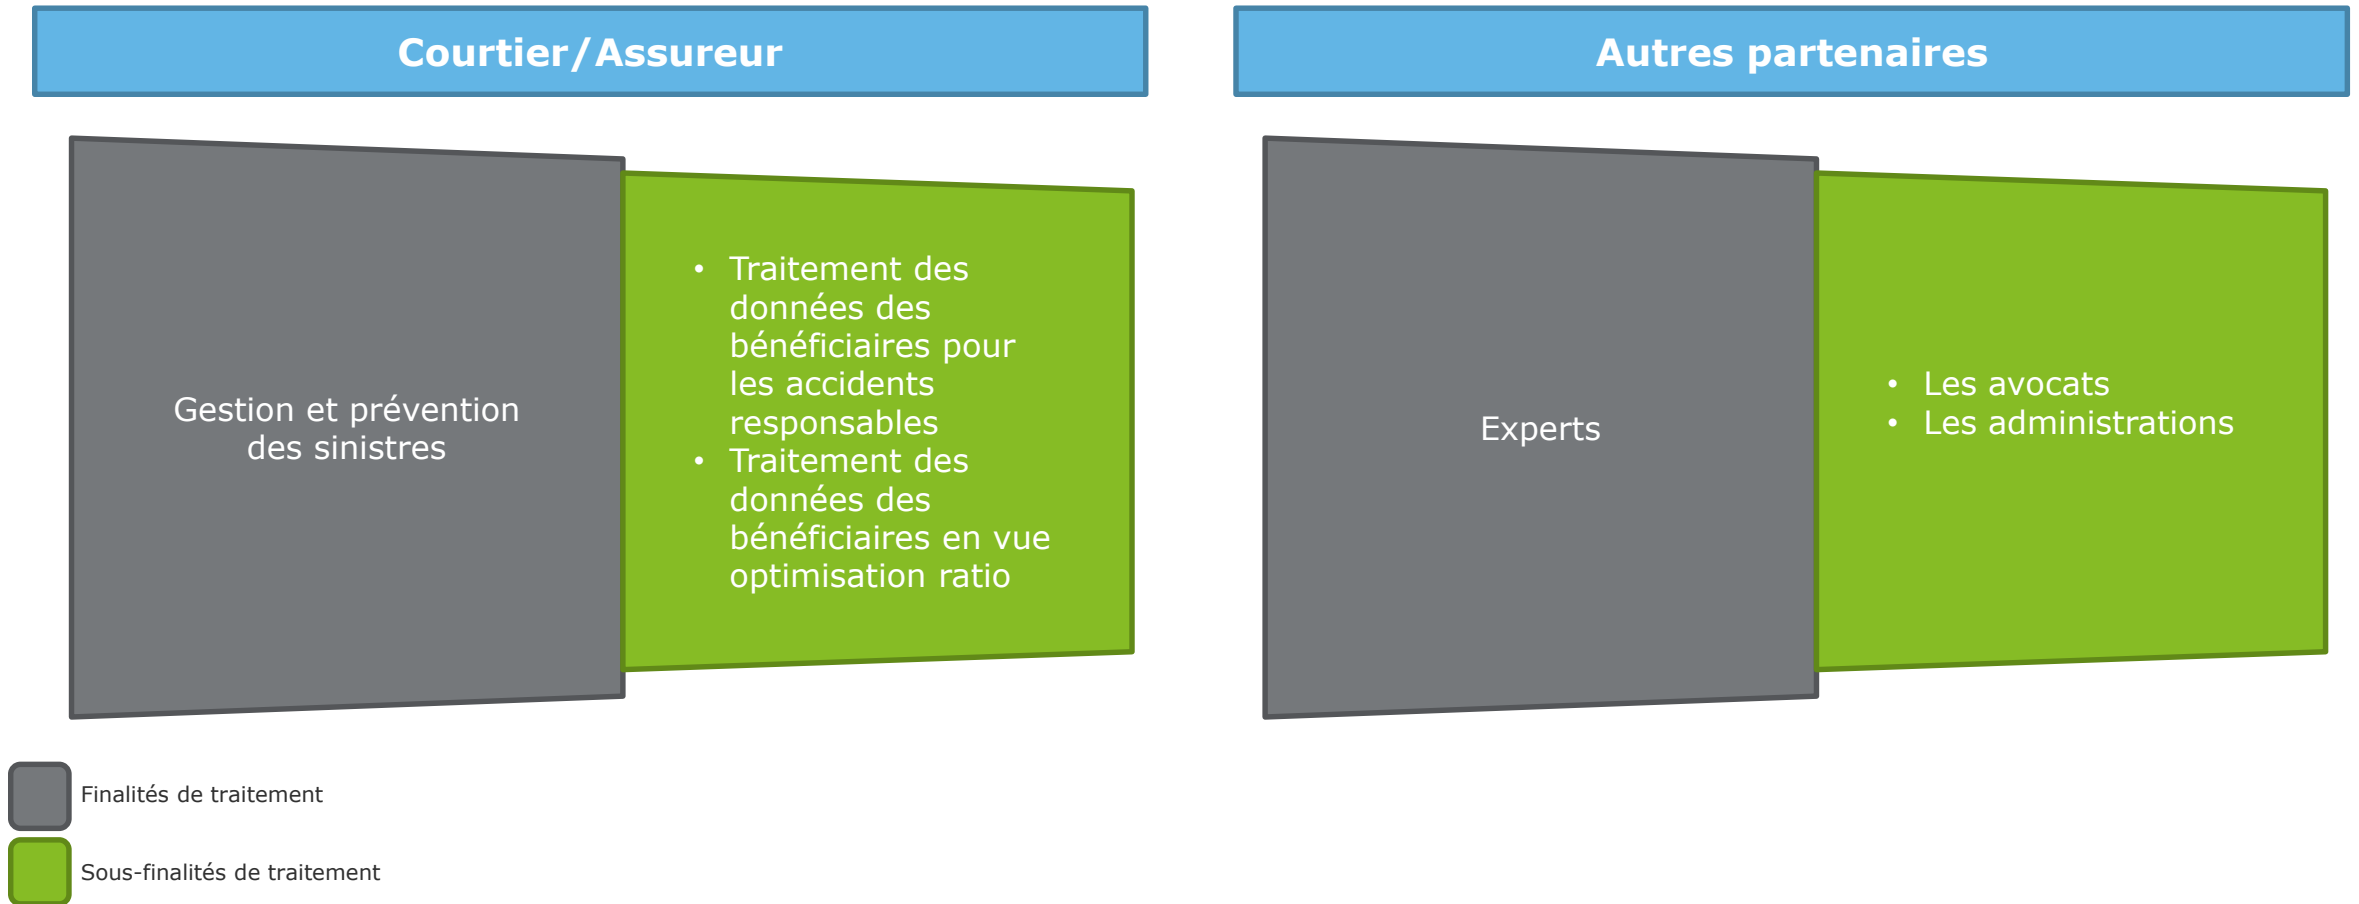 Courtier/Assureur
Gestion et prévention
des sinistres
• Traitement des
données des
bénéficiaires pour
les accidents
responsables
• Traitement des
données des
bénéficiaires en vue
optimisation ratio
Autres partenaires
Experts
• Les avocats
• Les administrations
Finalités de traitement
Sous-finalités de traitement